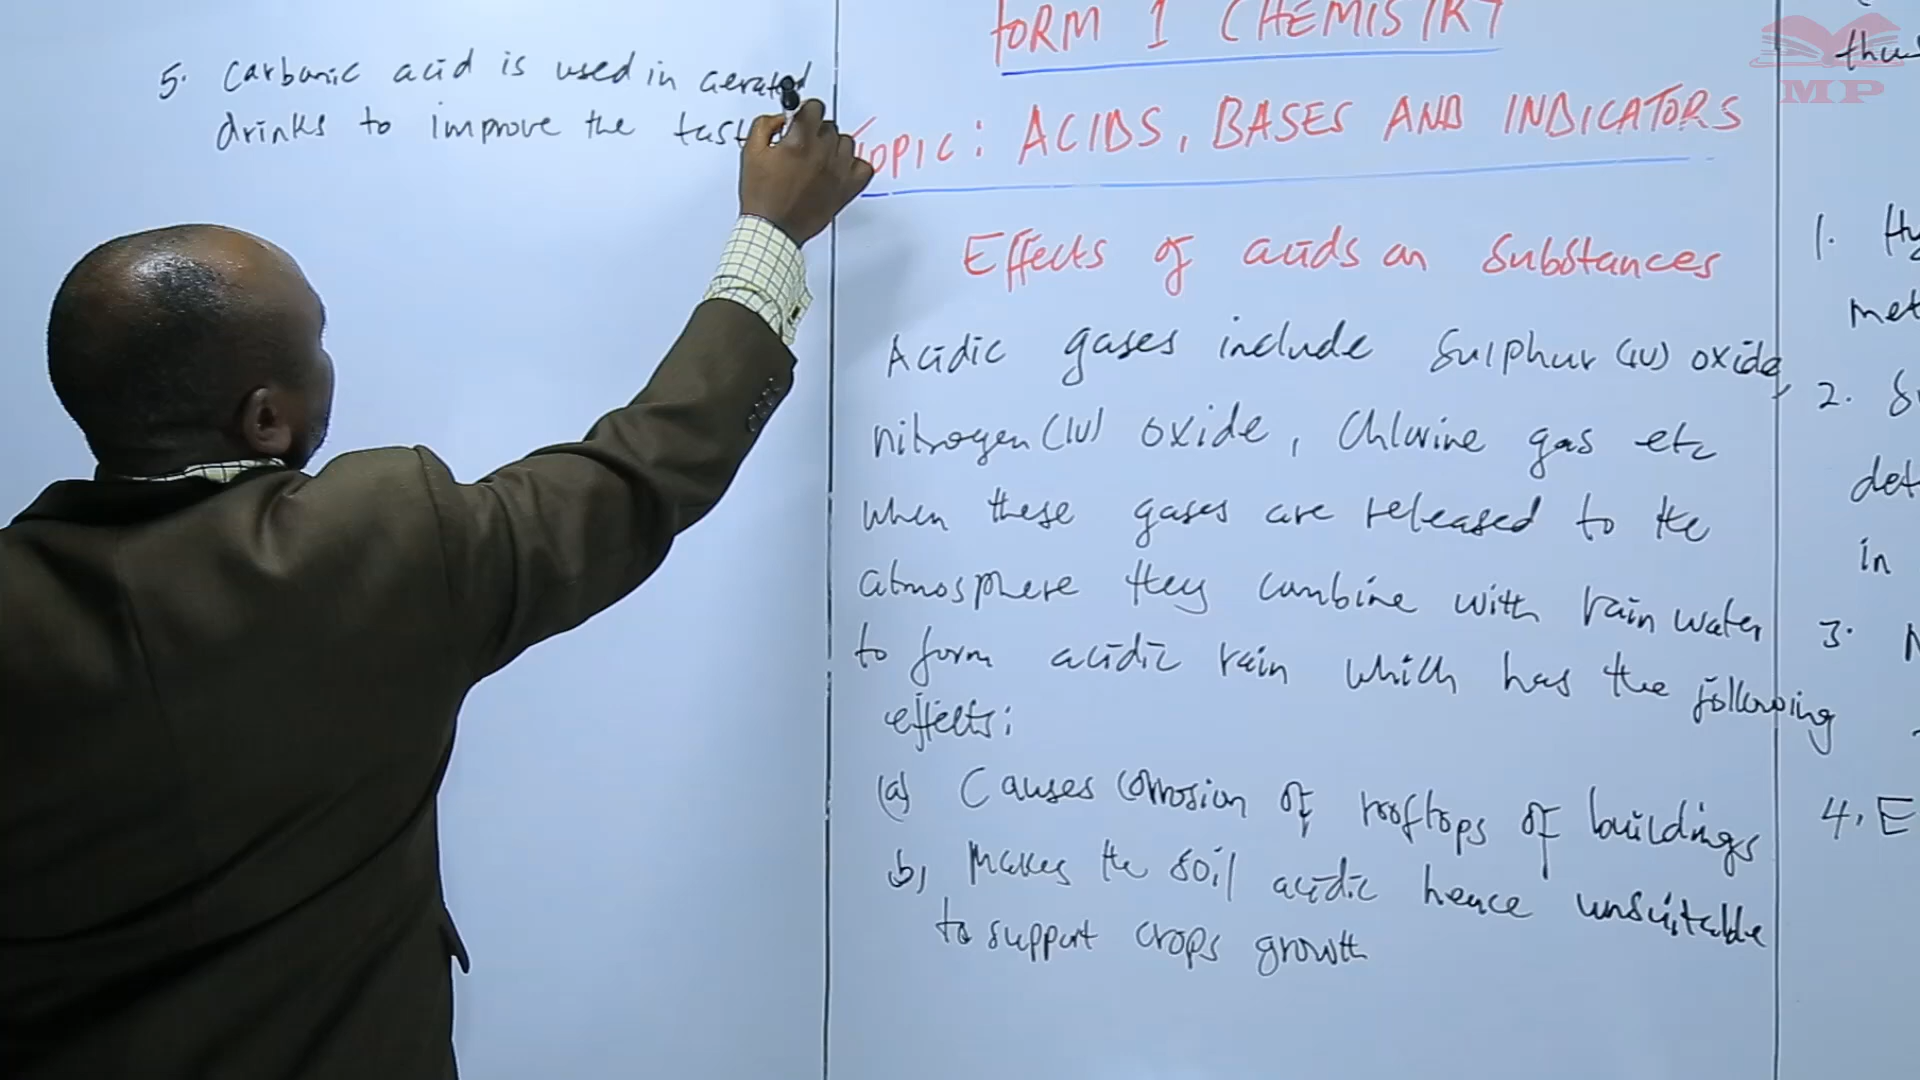 5. Carbonic acid is used in aerated
drinks to improve the
FORM 1 CHEMISTRY
TOPIC: ACIDS, BASES AND INDICATORS
Effects of acids on Substances
Acidic gases include Sulphur (IV) oxide,
nitrogen (IV) oxide, Chlorine gas etc
when these gases are released to the
atmosphere they combine with rain water
to form acidic rain which has the following
effects:
(a) Causes corrosion of rooftops of buildings
b) Makes the soil acidic hence unsuitable
to support crops growth
thus
1.
2.
in
3.
4.
MP